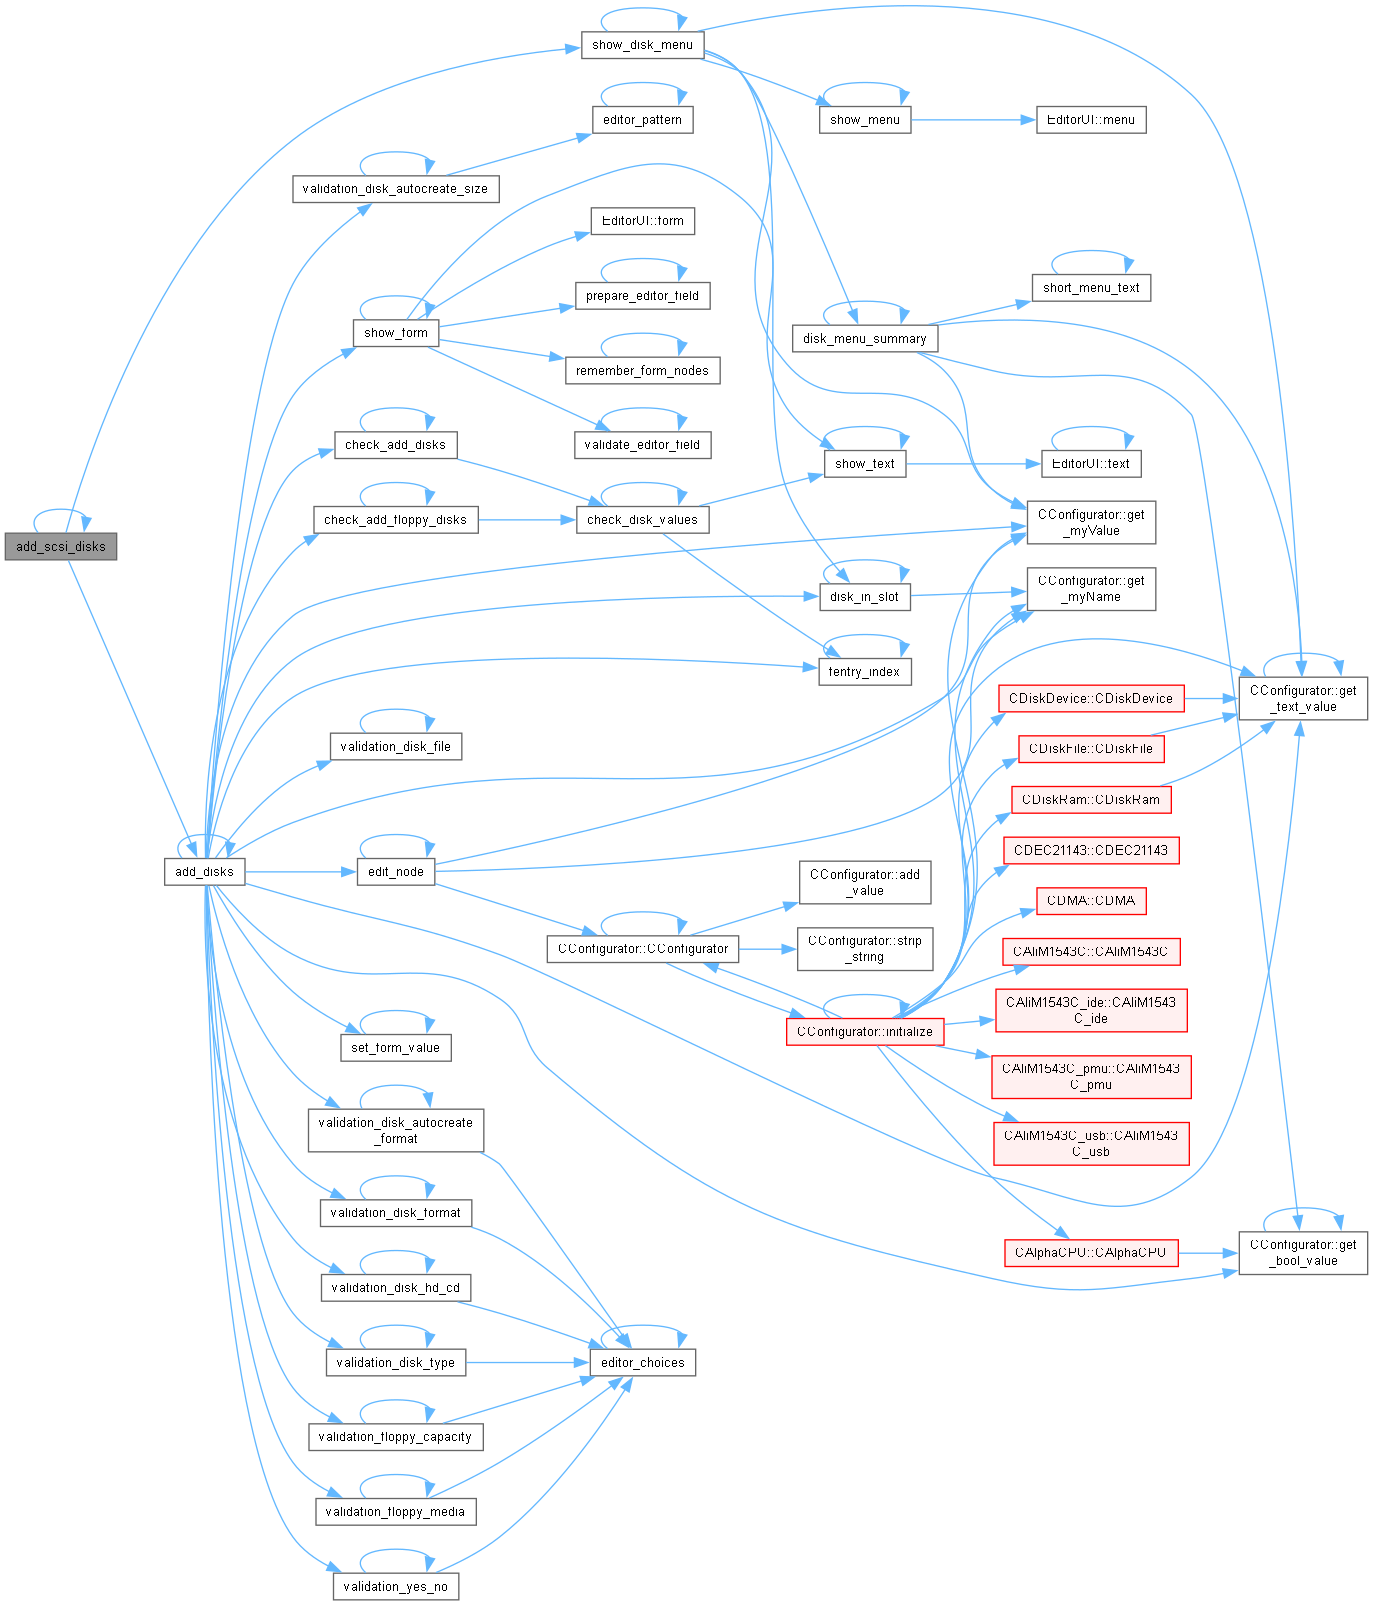 show_disk_menu
editor_pattern
show_menu
EditorUI::menu
validation_disk_autocreate_size
EditorUI::form
prepare_editor_field
short_menu_text
show_form
disk_menu_summary
remember_form_nodes
check_add_disks
validate_editor_field
show_text
EditorUI::text
check_add_floppy_disks
check_disk_values
CConfigurator::get
_myValue
add_scsi_disks
disk_in_slot
CConfigurator::get
_myName
fentry_index
CDiskDevice::CDiskDevice
CConfigurator::get
_text_value
validation_disk_file
CDiskFile::CDiskFile
CDiskRam::CDiskRam
CDEC21143::CDEC21143
add_disks
edit_node
CConfigurator::add
_value
CDMA::CDMA
CConfigurator::CConfigurator
CConfigurator::strip
_string
CAliM1543C::CAliM1543C
CAliM1543C_ide::CAliM1543
C_ide
CConfigurator::initialize
set_form_value
CAliM1543C_pmu::CAliM1543
C_pmu
validation_disk_autocreate
_format
CAliM1543C_usb::CAliM1543
C_usb
validation_disk_format
CAlphaCPU::CAlphaCPU
CConfigurator::get
_bool_value
validation_disk_hd_cd
validation_disk_type
editor_choices
validation_floppy_capacity
validation_floppy_media
validation_yes_no